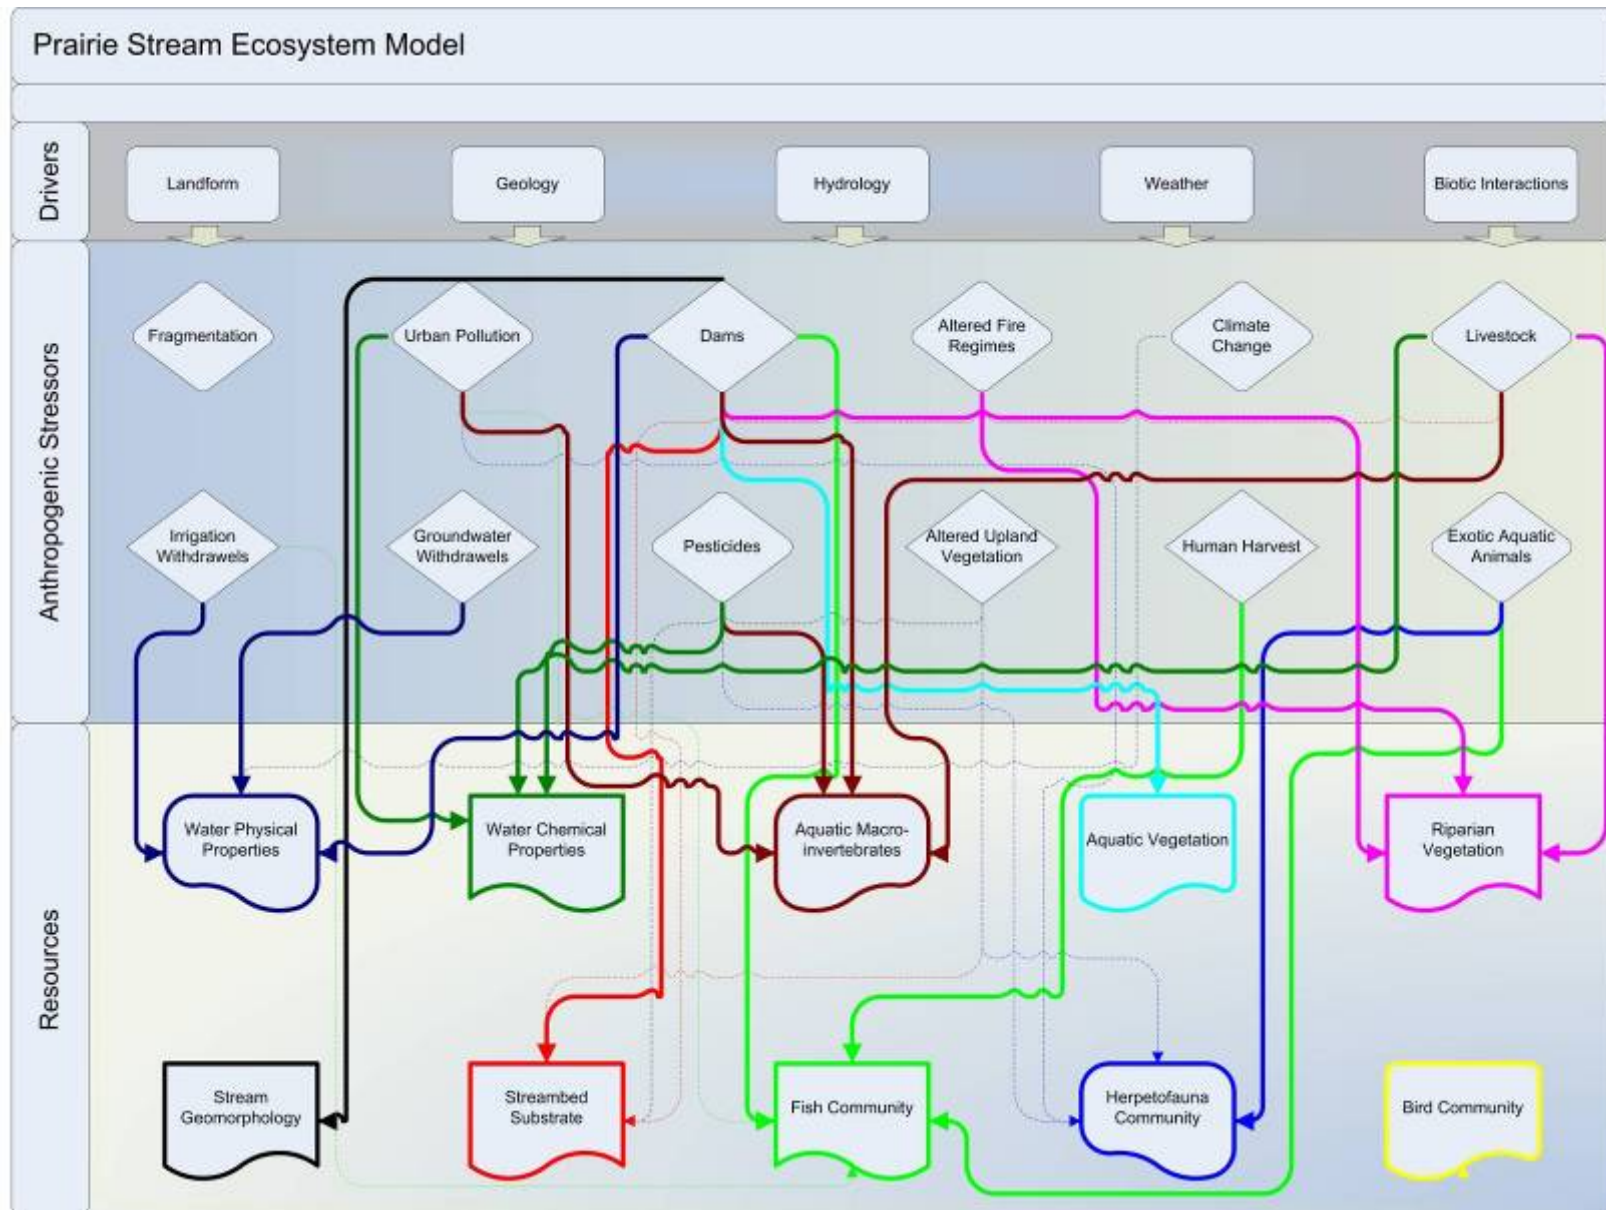 Prairie Stream Ecosystem Model
Drivers
Landform
Geology
Hydrology
Weather
Biotic Interactions
Anthropogenic Stressors
Fragmentation
Urban Pollution
Dams
Altered Fire
Regimes
Climate
Change
Livestock
Irrigation
Withdrawels
Groundwater
Withdrawels
Pesticides
Altered Upland
Vegetation
Human Harvest
Exotic Aquatic
Animals
Resources
Water Physical
Properties
Water Chemical
Properties
Aquatic Macro-
invertebrates
Aquatic Vegetation
Riparian
Vegetation
Stream
Geomorphology
Streambed
Substrate
Fish Community
Herpetofauna
Community
Bird Community